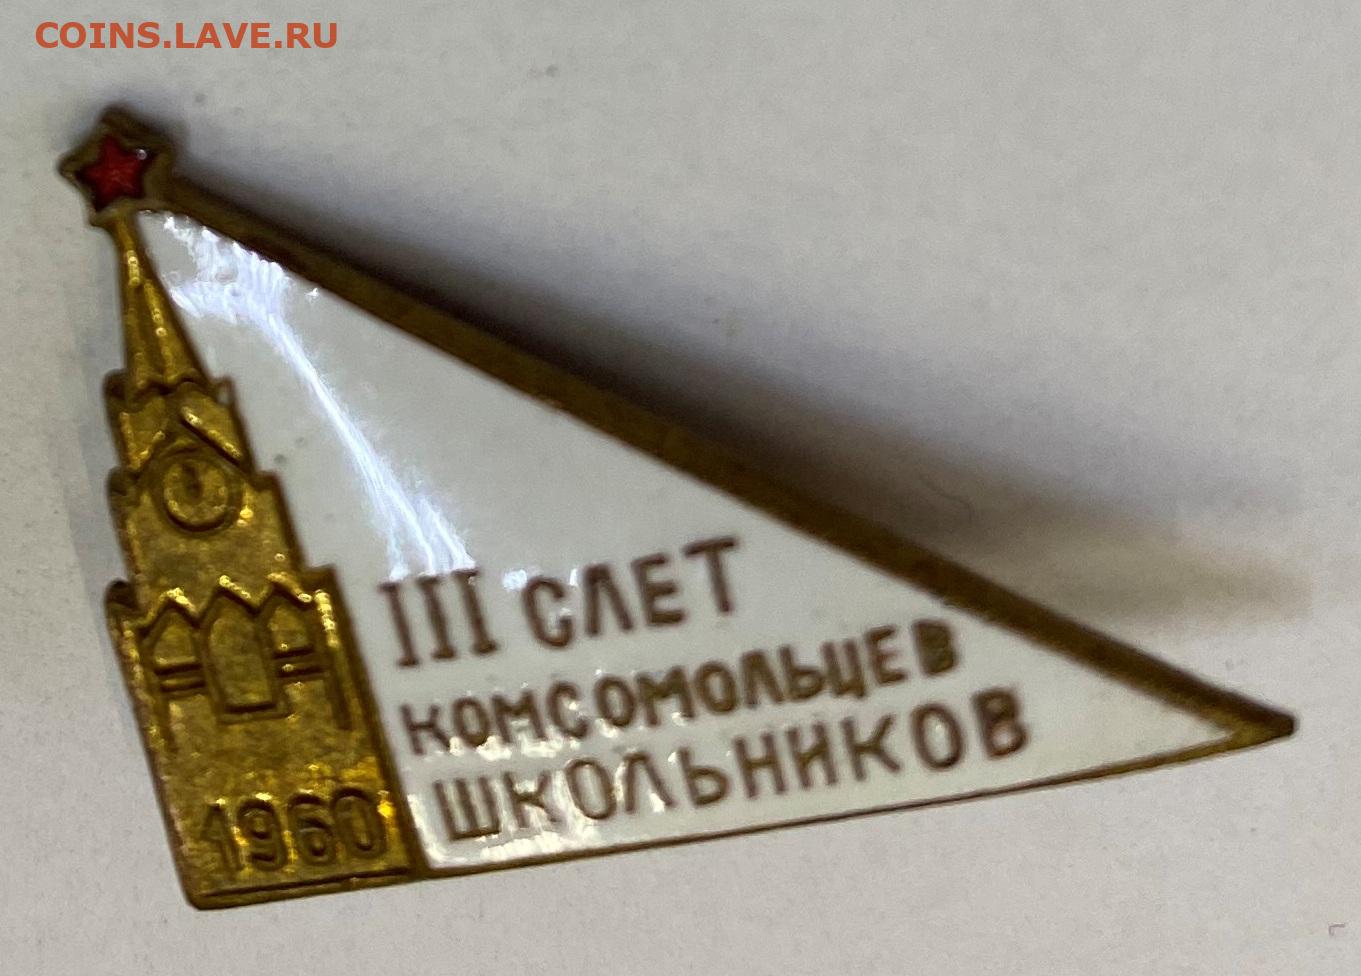 COINS.LAVE.RU
III СЛЕТ
КОМСОМОЛЬЦЕВ
ШКОЛЬНИКОВ
1960